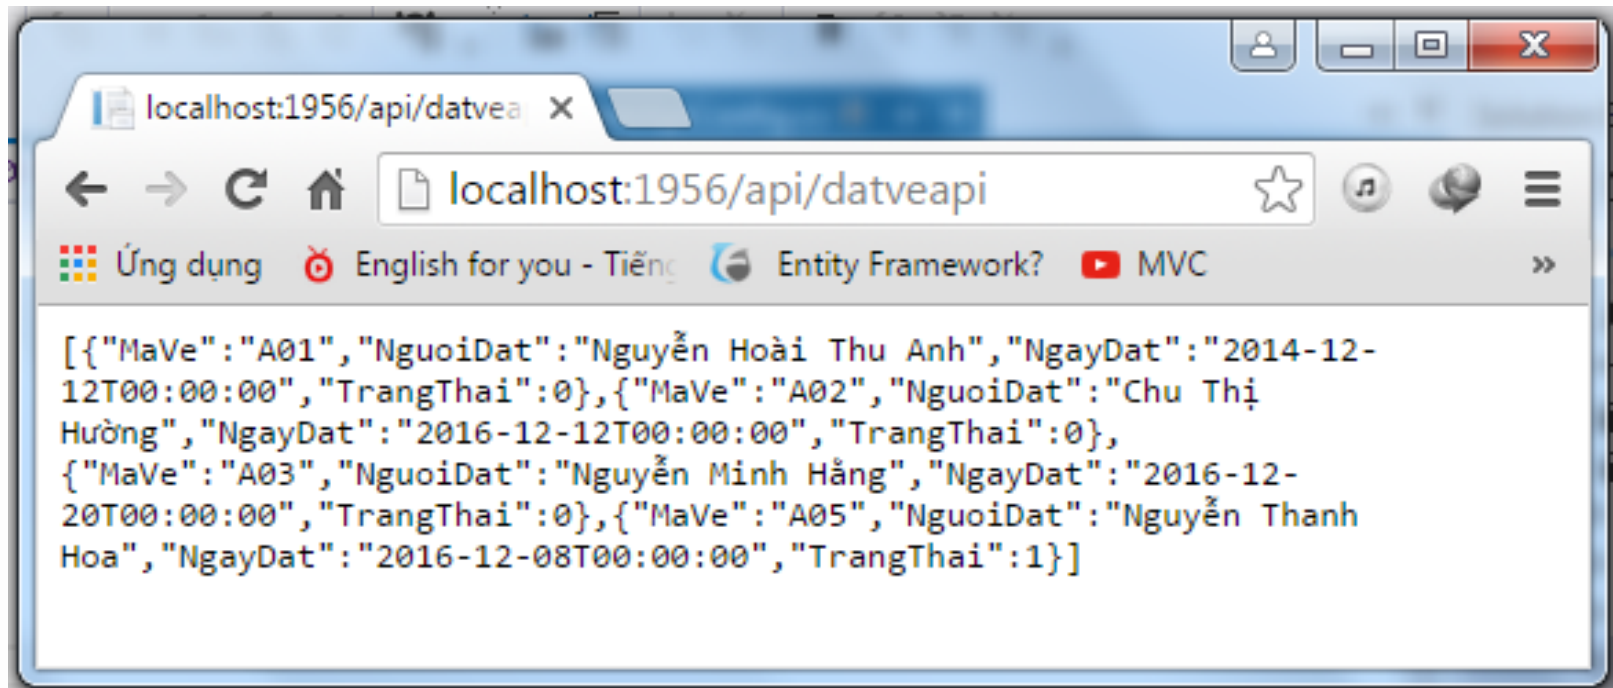 localhost:1956/api/datvea
localhost:1956/api/datveapi
Ứng dụng English for you - Tiếng Entity Framework? MVC »
[{"MaVe":"A01","NguoiDat":"Nguyễn Hoài Thu Anh","NgayDat":"2014-12-
12T00:00:00","TrangThai":0},{"MaVe":"A02","NguoiDat":"Chu Thị
Hường","NgayDat":"2016-12-12T00:00:00","TrangThai":0},
{"MaVe":"A03","NguoiDat":"Nguyễn Minh Hằng","NgayDat":"2016-12-
20T00:00:00","TrangThai":0},{"MaVe":"A05","NguoiDat":"Nguyễn Thanh
Hoa","NgayDat":"2016-12-08T00:00:00","TrangThai":1}]